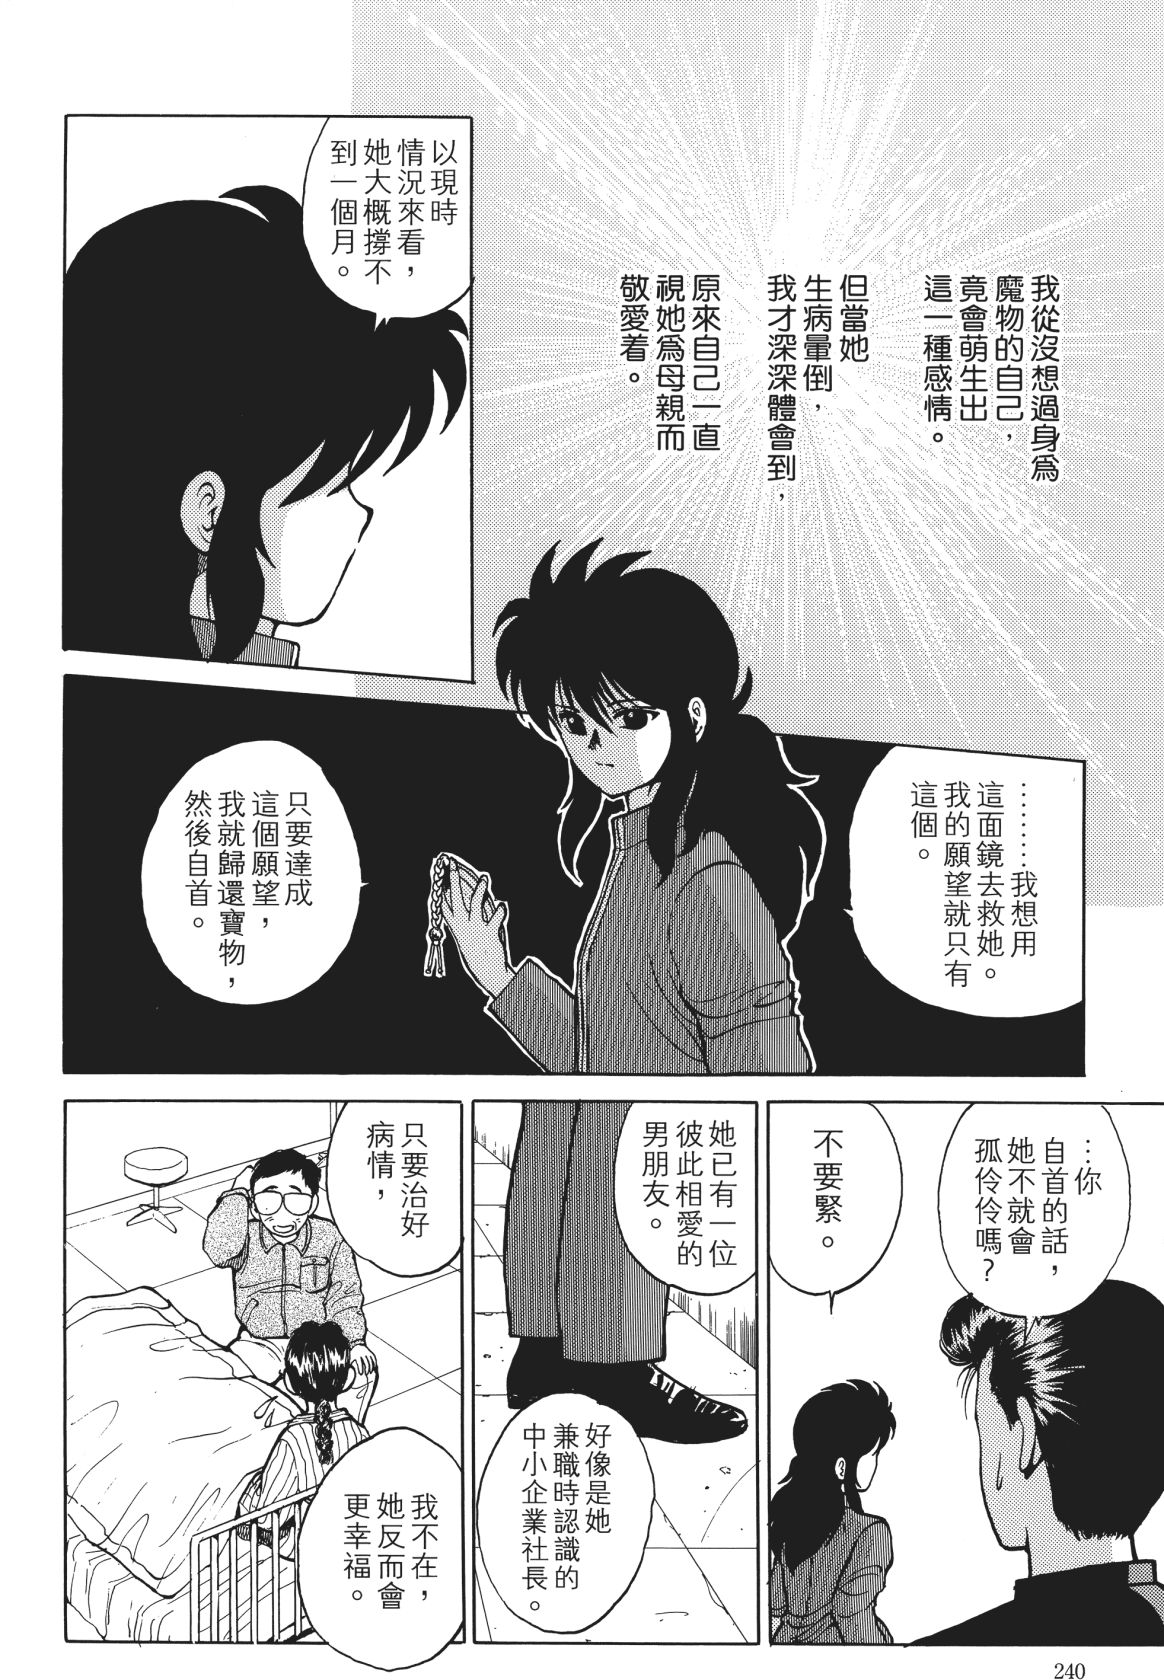 我從沒想過身為
魔物的自己，
竟會萌生出
這一種感情。
但當她
生病暈倒，
我才深深體會到，
原來自己一直
視她為母親而
敬愛着。
以現時
情況來看，
她大概撐不
到一個月。
………我想用
這面鏡去救她。
我的願望就只有
這個。
只要達成
這個願望，
我就歸還寶物，
然後自首。
…你
自首的話，
她不就會
孤伶伶嗎？
不要緊。
她已有一位
彼此相愛的
男朋友。
好像是她
兼職時認識的
中小企業社長。
只要治好
病情，
我不在，
她反而會
更幸福。
240